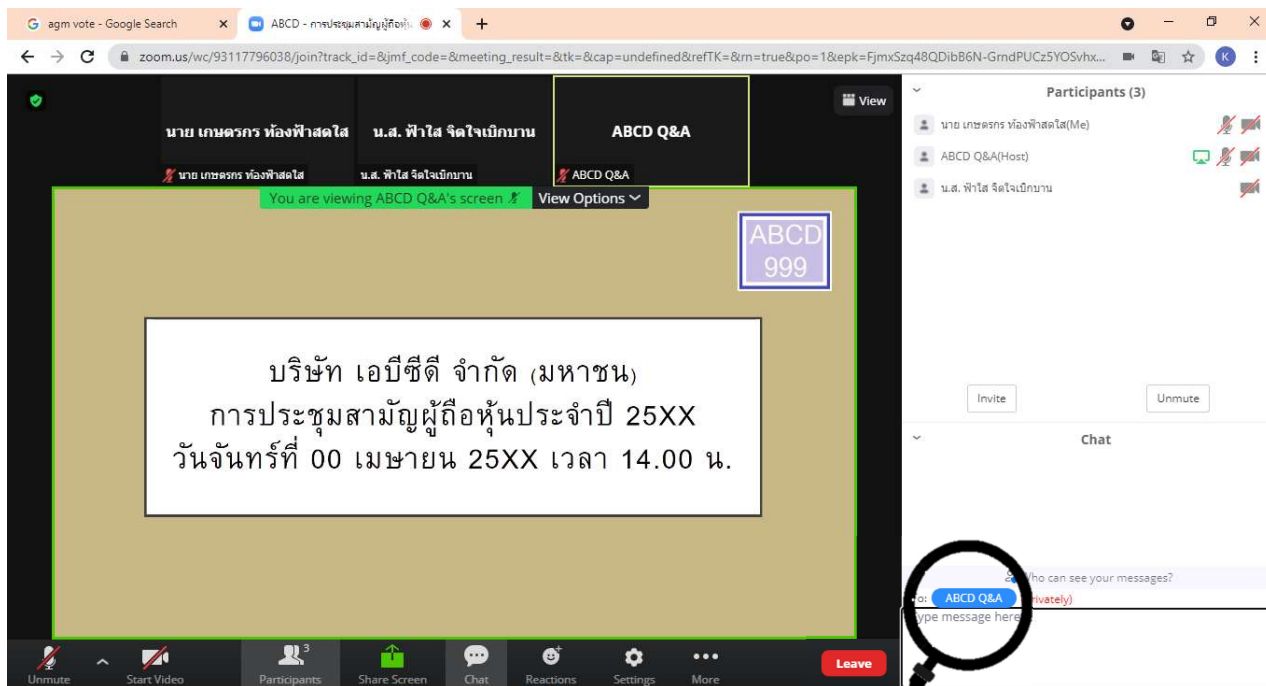 agm vote - Google Search
ABCD - การประชุมสามัญผู้ถือหุ้น
zoom.us/wc/93117796038/join?track_id=&jmf_code=&meeting_result=&tk=&cap=undefined&refTK=&rn=true&po=1&epk=FjmxSzq48QDibB6N-GrndPUCz5YOSvhx...
K
นาย เกษตรกร ท้องฟ้าสดใส
น.ส. ฟ้าใส จิตใจเบิกบาน
ABCD Q&A
View
นาย เกษตรกร ท้องฟ้าสดใส
น.ส. ฟ้าใส จิตใจเบิกบาน
ABCD Q&A
You are viewing ABCD Q&A's screen
View Options
ABCD
999
บริษัท เอบีซีดี จำกัด (มหาชน)
การประชุมสามัญผู้ถือหุ้นประจำปี 25XX
วันจันทร์ที่ 00 เมษายน 25XX เวลา 14.00 น.
Participants (3)
นาย เกษตรกร ท้องฟ้าสดใส(Me)
ABCD Q&A(Host)
น.ส. ฟ้าใส จิตใจเบิกบาน
Invite
Unmute
Chat
Who can see your messages?
To: ABCD Q&A (Privately)
Type message here
Unmute
Start Video
3
Participants
Share Screen
Chat
Reactions
Settings
More
Leave